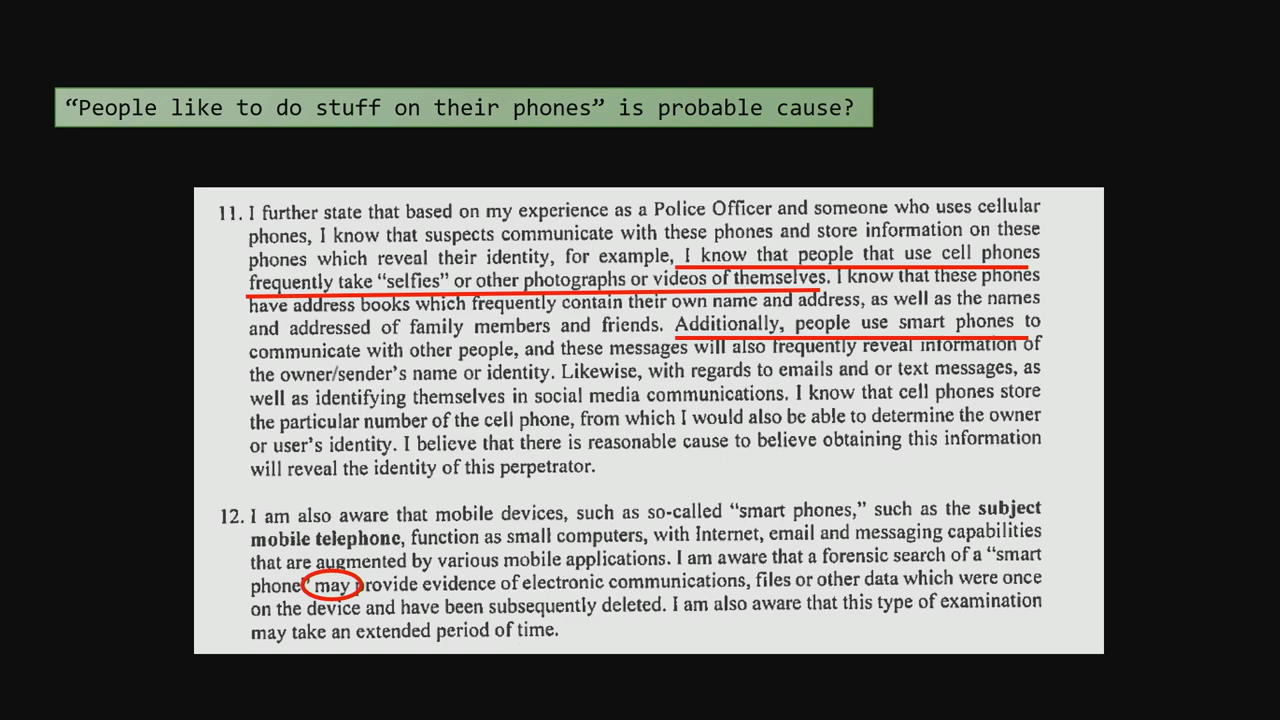 “People like to do stuff on their phones” is probable cause?
11. I further state that based on my experience as a Police Officer and someone who uses cellular
phones, I know that suspects communicate with these phones and store information on these
phones which reveal their identity, for example, I know that people that use cell phones
frequently take “selfies” or other photographs or videos of themselves. I know that these phones
have address books which frequently contain their own name and address, as well as the names
and addressed of family members and friends. Additionally, people use smart phones to
communicate with other people, and these messages will also frequently reveal information of
the owner/sender’s name or identity. Likewise, with regards to emails and or text messages, as
well as identifying themselves in social media communications. I know that cell phones store
the particular number of the cell phone, from which I would also be able to determine the owner
or user’s identity. I believe that there is reasonable cause to believe obtaining this information
will reveal the identity of this perpetrator.
12. I am also aware that mobile devices, such as so-called “smart phones,” such as the subject
mobile telephone, function as small computers, with Internet, email and messaging capabilities
that are augmented by various mobile applications. I am aware that a forensic search of a “smart
phone” may provide evidence of electronic communications, files or other data which were once
on the device and have been subsequently deleted. I am also aware that this type of examination
may take an extended period of time.